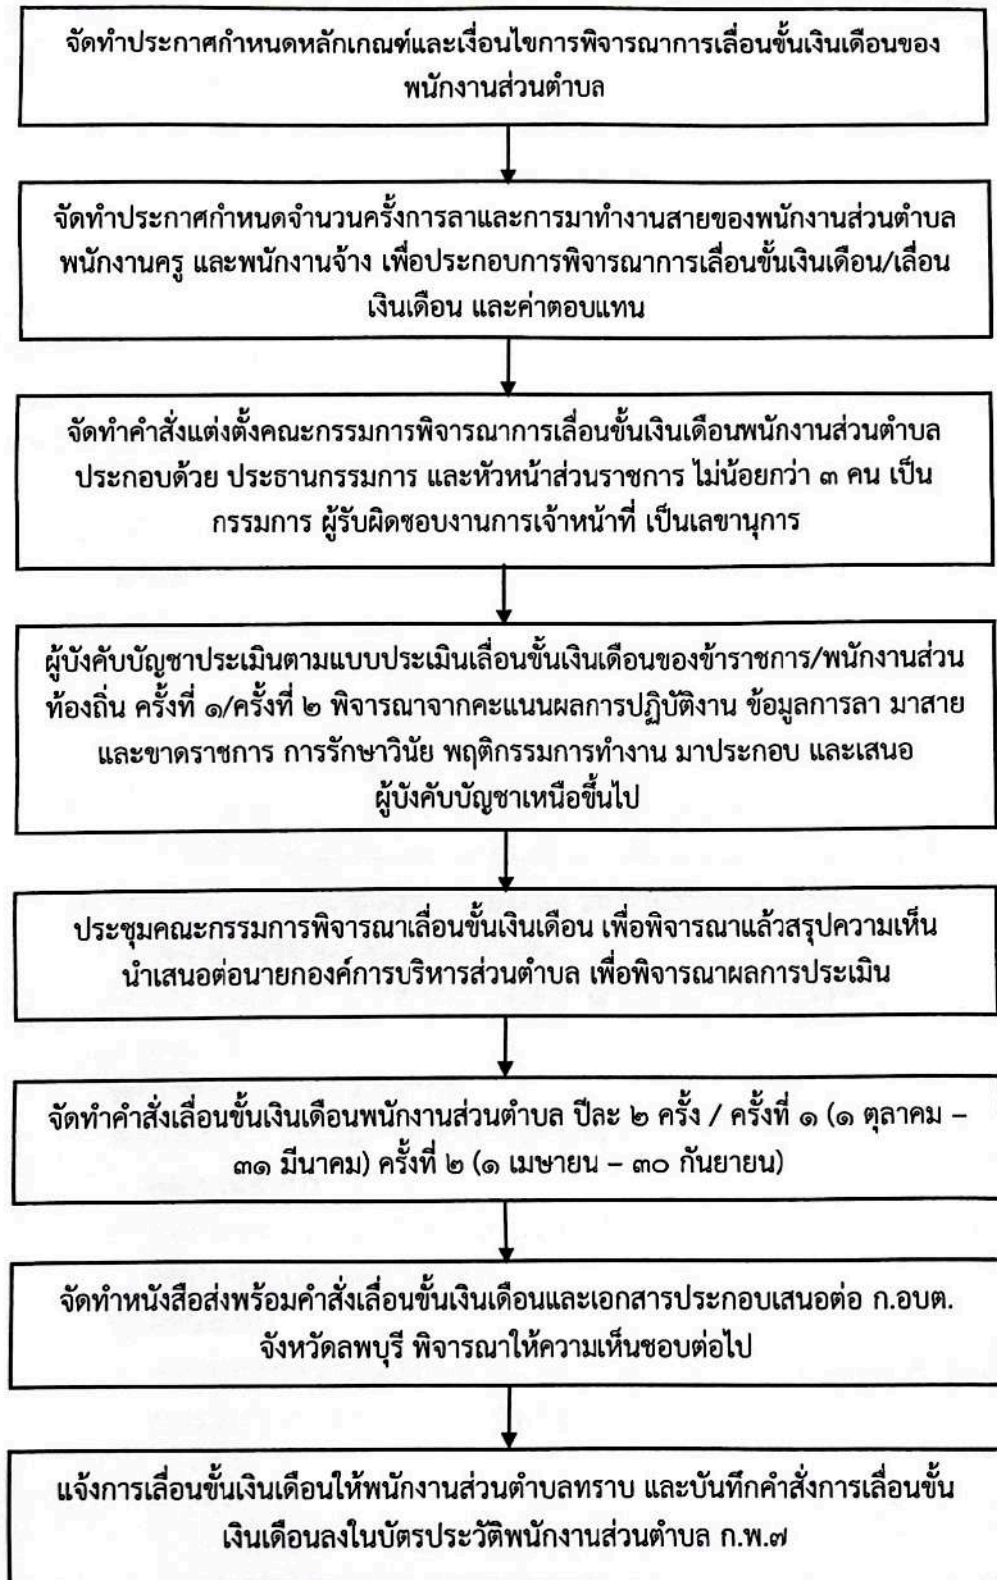 จัดทำประกาศกำหนดหลักเกณฑ์และเงื่อนไขการพิจารณาการเลื่อนขั้นเงินเดือนของ
พนักงานส่วนตำบล
จัดทำประกาศกำหนดจำนวนครั้งการลาและการมาทำงานสายของพนักงานส่วนตำบล
พนักงานครู และพนักงานจ้าง เพื่อประกอบการพิจารณาการเลื่อนขั้นเงินเดือน/เลื่อน
เงินเดือน และค่าตอบแทน
จัดทำคำสั่งแต่งตั้งคณะกรรมการพิจารณาการเลื่อนขั้นเงินเดือนพนักงานส่วนตำบล
ประกอบด้วย ประธานกรรมการ และหัวหน้าส่วนราชการ ไม่น้อยกว่า ๓ คน เป็น
กรรมการ ผู้รับผิดชอบงานการเจ้าหน้าที่ เป็นเลขานุการ
ผู้บังคับบัญชาประเมินตามแบบประเมินเลื่อนขั้นเงินเดือนของข้าราชการ/พนักงานส่วน
ท้องถิ่น ครั้งที่ ๑/ครั้งที่ ๒ พิจารณาจากคะแนนผลการปฏิบัติงาน ข้อมูลการลา มาสาย
และขาดราชการ การรักษาวินัย พฤติกรรมการทำงาน มาประกอบ และเสนอ
ผู้บังคับบัญชาเหนือขึ้นไป
ประชุมคณะกรรมการพิจารณาเลื่อนขั้นเงินเดือน เพื่อพิจารณาแล้วสรุปความเห็น
นำเสนอต่อนายกองค์การบริหารส่วนตำบล เพื่อพิจารณาผลการประเมิน
จัดทำคำสั่งเลื่อนขั้นเงินเดือนพนักงานส่วนตำบล ปีละ ๒ ครั้ง / ครั้งที่ ๑ (๑ ตุลาคม –
๓๑ มีนาคม) ครั้งที่ ๒ (๑ เมษายน – ๓๐ กันยายน)
จัดทำหนังสือส่งพร้อมคำสั่งเลื่อนขั้นเงินเดือนและเอกสารประกอบเสนอต่อ ก.อบต.
จังหวัดลพบุรี พิจารณาให้ความเห็นชอบต่อไป
แจ้งการเลื่อนขั้นเงินเดือนให้พนักงานส่วนตำบลทราบ และบันทึกคำสั่งการเลื่อนขั้น
เงินเดือนลงในบัตรประวัติพนักงานส่วนตำบล ก.พ.๗